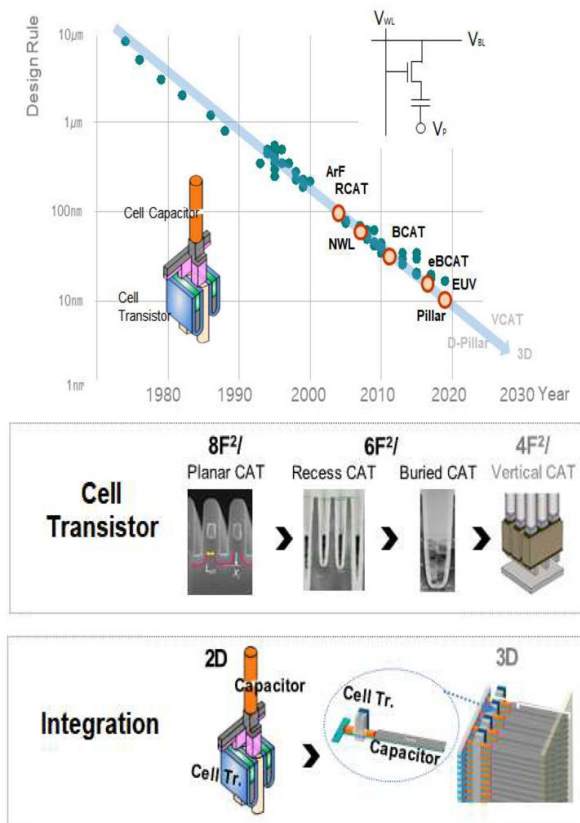 Design Rule
10μm
1μm
100nm
10nm
1nm
V_WL
V_BL
V_P
ArF
RCAT
NWL
BCAT
eBCAT
EUV
Pillar
VCAT
D-Pillar
3D
Cell Capacitor
Cell
Transistor
1980 1990 2000 2010 2020 2030 Year
Cell
Transistor
8F²/
Planar CAT
6F²/
Recess CAT
Buried CAT
4F²/
Vertical CAT
Integration
2D
Capacitor
Cell Tr.
Cell Tr.
Capacitor
3D